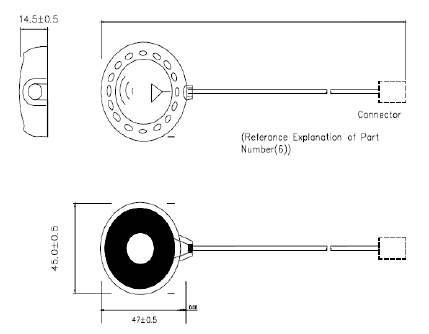 14.5±0.5
Connector
(Referance Explanation of Part
Number(6))
45.0±0.5
47±0.5